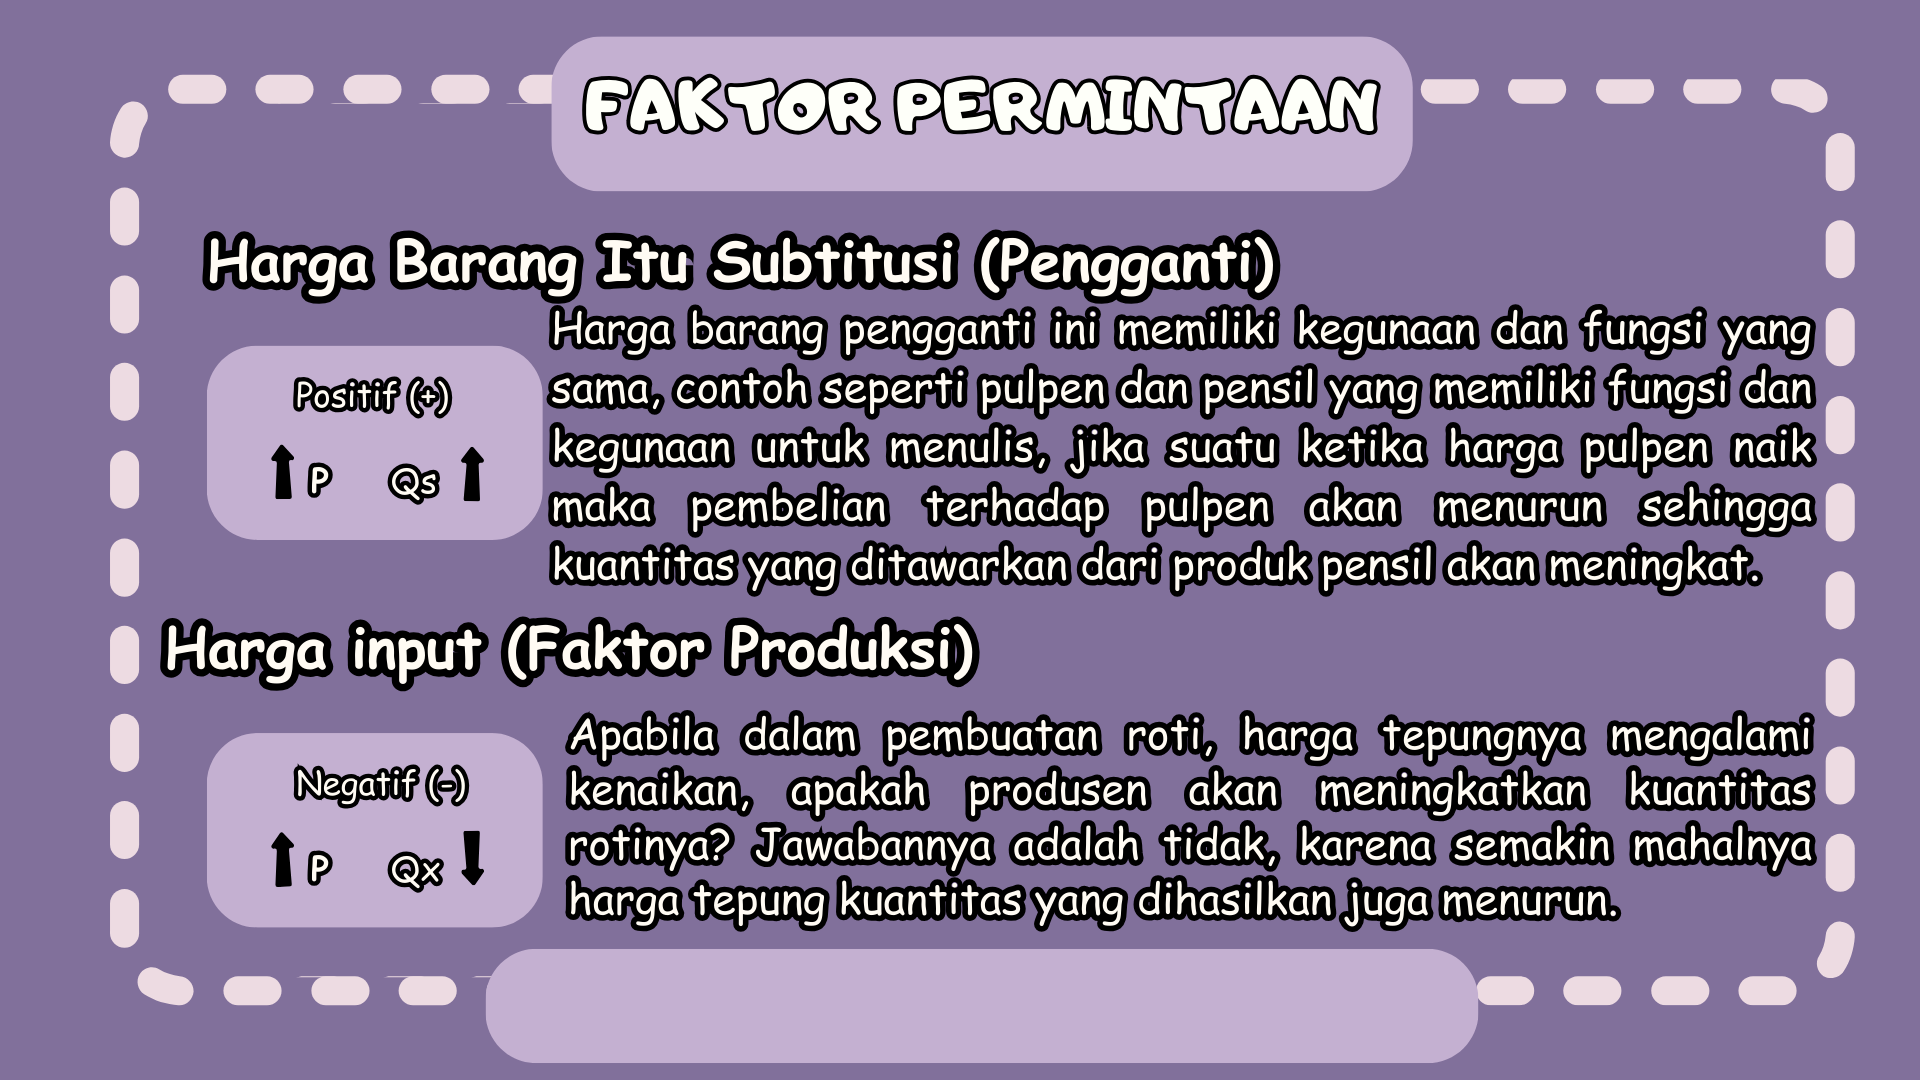 FAKTOR PERMINTAAN
Harga Barang Itu Subtitusi (Pengganti)
Positif (+)
P Qs
Harga barang pengganti ini memiliki kegunaan dan fungsi yang
sama, contoh seperti pulpen dan pensil yang memiliki fungsi dan
kegunaan untuk menulis, jika suatu ketika harga pulpen naik
maka pembelian terhadap pulpen akan menurun sehingga
kuantitas yang ditawarkan dari produk pensil akan meningkat.
Harga input (Faktor Produksi)
Negatif (-)
P Qx
Apabila dalam pembuatan roti, harga tepungnya mengalami
kenaikan, apakah produsen akan meningkatkan kuantitas
rotinya? Jawabannya adalah tidak, karena semakin mahalnya
harga tepung kuantitas yang dihasilkan juga menurun.